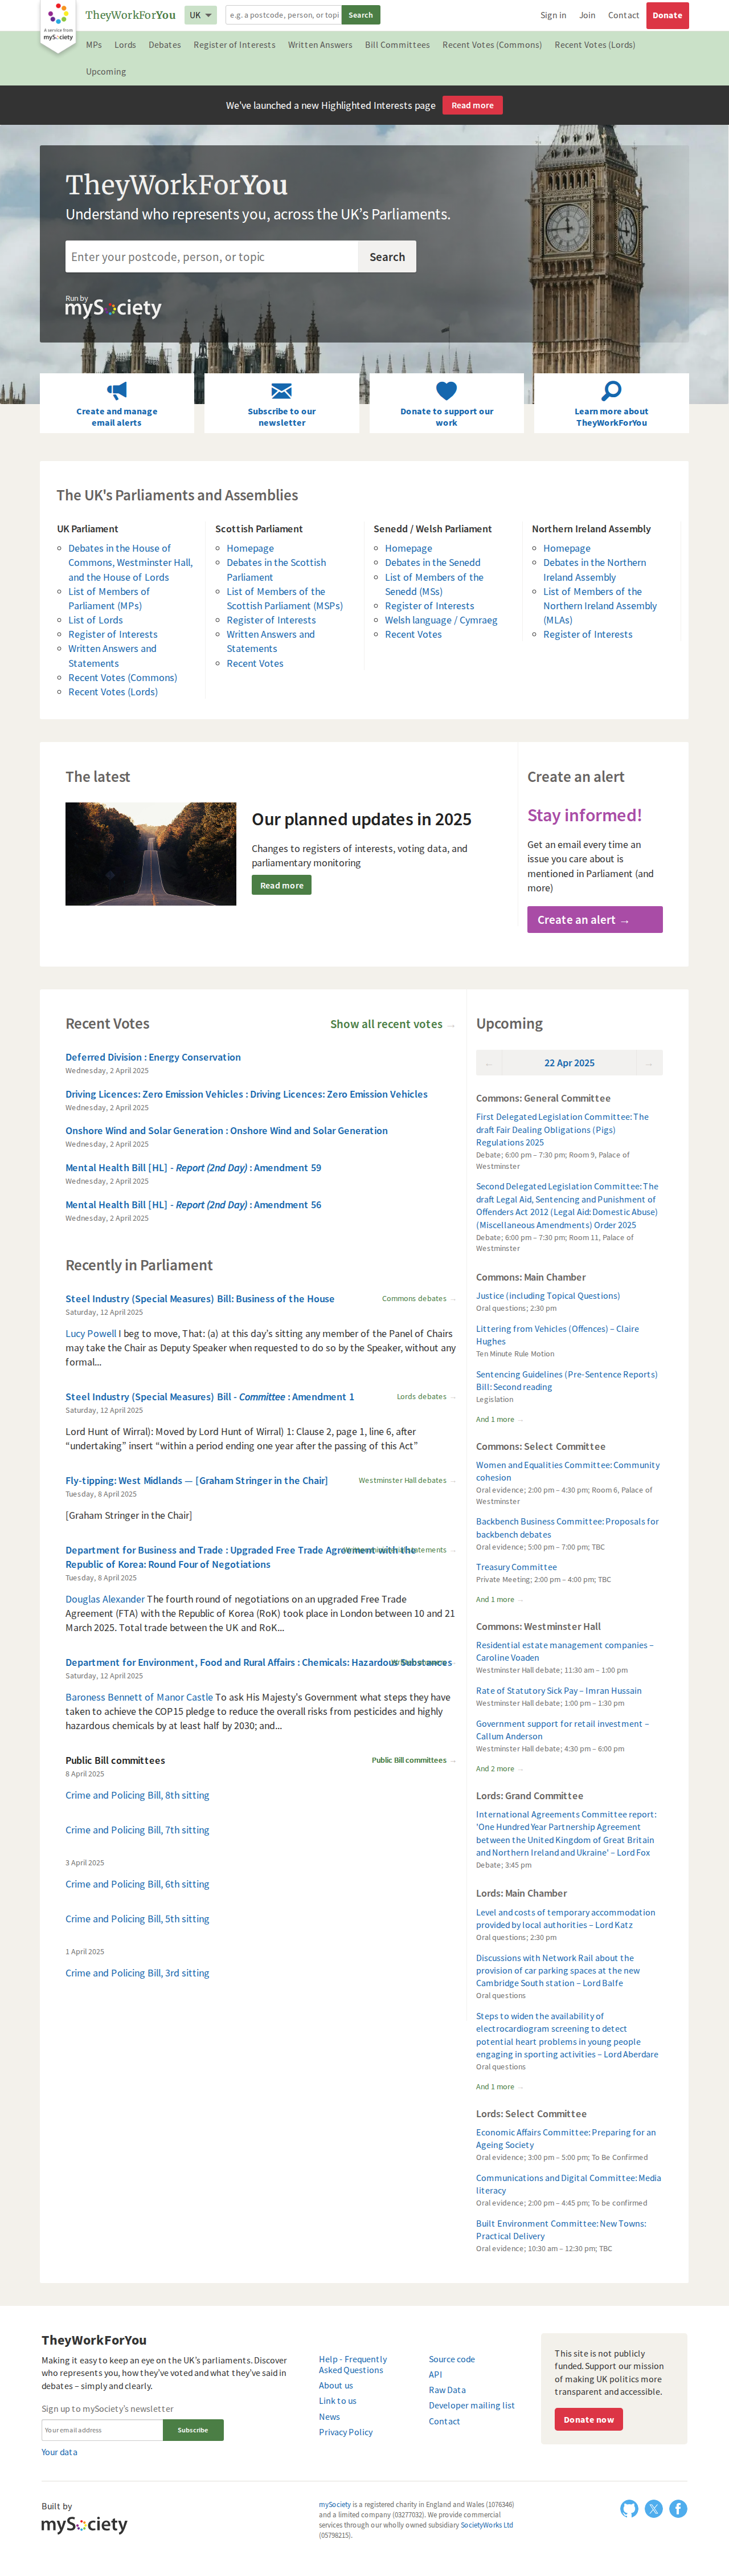 A service from
mySociety
TheyWorkForYou
UK
e.g. a postcode, person, or topi
Search
Sign in
Join
Contact
Donate
MPs
Lords
Debates
Register of Interests
Written Answers
Bill Committees
Recent Votes (Commons)
Recent Votes (Lords)
Upcoming
We've launched a new Highlighted Interests page
Read more
TheyWorkForYou
Understand who represents you, across the UK’s Parliaments.
Enter your postcode, person, or topic
Search
Run by
mySociety
Create and manage
email alerts
Subscribe to our
newsletter
Donate to support our
work
Learn more about
TheyWorkForYou
The UK's Parliaments and Assemblies
UK Parliament
Debates in the House of
Commons, Westminster Hall,
and the House of Lords
List of Members of
Parliament (MPs)
List of Lords
Register of Interests
Written Answers and
Statements
Recent Votes (Commons)
Recent Votes (Lords)
Scottish Parliament
Homepage
Debates in the Scottish
Parliament
List of Members of the
Scottish Parliament (MSPs)
Register of Interests
Written Answers and
Statements
Recent Votes
Senedd / Welsh Parliament
Homepage
Debates in the Senedd
List of Members of the
Senedd (MSs)
Register of Interests
Welsh language / Cymraeg
Recent Votes
Northern Ireland Assembly
Homepage
Debates in the Northern
Ireland Assembly
List of Members of the
Northern Ireland Assembly
(MLAs)
Register of Interests
The latest
Our planned updates in 2025
Changes to registers of interests, voting data, and
parliamentary monitoring
Read more
Create an alert
Stay informed!
Get an email every time an
issue you care about is
mentioned in Parliament (and
more)
Create an alert →
Recent Votes
Show all recent votes →
Deferred Division : Energy Conservation
Wednesday, 2 April 2025
Driving Licences: Zero Emission Vehicles : Driving Licences: Zero Emission Vehicles
Wednesday, 2 April 2025
Onshore Wind and Solar Generation : Onshore Wind and Solar Generation
Wednesday, 2 April 2025
Mental Health Bill [HL] - Report (2nd Day) : Amendment 59
Wednesday, 2 April 2025
Mental Health Bill [HL] - Report (2nd Day) : Amendment 56
Wednesday, 2 April 2025
Recently in Parliament
Steel Industry (Special Measures) Bill: Business of the House
Commons debates →
Saturday, 12 April 2025
Lucy Powell I beg to move, That: (a) at this day’s sitting any member of the Panel of Chairs
may take the Chair as Deputy Speaker when requested to do so by the Speaker, without any
formal...
Steel Industry (Special Measures) Bill - Committee : Amendment 1
Lords debates →
Saturday, 12 April 2025
Lord Hunt of Wirral): Moved by Lord Hunt of Wirral) 1: Clause 2, page 1, line 6, after
“undertaking” insert “within a period ending one year after the passing of this Act”
Fly-tipping: West Midlands — [Graham Stringer in the Chair]
Westminster Hall debates →
Tuesday, 8 April 2025
[Graham Stringer in the Chair]
Department for Business and Trade : Upgraded Free Trade Agreement with the
Republic of Korea: Round Four of Negotiations
Tuesday, 8 April 2025
Douglas Alexander The fourth round of negotiations on an upgraded Free Trade
Agreement (FTA) with the Republic of Korea (RoK) took place in London between 10 and 21
March 2025. Total trade between the UK and RoK...
Department for Environment, Food and Rural Affairs : Chemicals: Hazardous Substances
Saturday, 12 April 2025
Baroness Bennett of Manor Castle To ask His Majesty's Government what steps they have
taken to achieve the COP15 pledge to reduce the overall risks from pesticides and highly
hazardous chemicals by at least half by 2030; and...
Public Bill committees
Public Bill committees →
8 April 2025
Crime and Policing Bill, 8th sitting
Crime and Policing Bill, 7th sitting
3 April 2025
Crime and Policing Bill, 6th sitting
Crime and Policing Bill, 5th sitting
1 April 2025
Crime and Policing Bill, 3rd sitting
Upcoming
← 22 Apr 2025 →
Commons: General Committee
First Delegated Legislation Committee: The
draft Fair Dealing Obligations (Pigs)
Regulations 2025
Debate; 6:00 pm – 7:30 pm; Room 9, Palace of
Westminster
Second Delegated Legislation Committee: The
draft Legal Aid, Sentencing and Punishment of
Offenders Act 2012 (Legal Aid: Domestic Abuse)
(Miscellaneous Amendments) Order 2025
Debate; 6:00 pm – 7:30 pm; Room 11, Palace of
Westminster
Commons: Main Chamber
Justice (including Topical Questions)
Oral questions; 2:30 pm
Littering from Vehicles (Offences) – Claire
Hughes
Ten Minute Rule Motion
Sentencing Guidelines (Pre-Sentence Reports)
Bill: Second reading
Legislation
And 1 more →
Commons: Select Committee
Women and Equalities Committee: Community
cohesion
Oral evidence; 2:00 pm – 4:30 pm; Room 6, Palace of
Westminster
Backbench Business Committee: Proposals for
backbench debates
Oral evidence; 5:00 pm – 7:00 pm; TBC
Treasury Committee
Private Meeting; 2:00 pm – 4:00 pm; TBC
And 1 more →
Commons: Westminster Hall
Residential estate management companies –
Caroline Voaden
Westminster Hall debate; 11:30 am – 1:00 pm
Rate of Statutory Sick Pay – Imran Hussain
Westminster Hall debate; 1:00 pm – 1:30 pm
Government support for retail investment –
Callum Anderson
Westminster Hall debate; 4:30 pm – 6:00 pm
And 2 more →
Lords: Grand Committee
International Agreements Committee report:
'One Hundred Year Partnership Agreement
between the United Kingdom of Great Britain
and Northern Ireland and Ukraine' – Lord Fox
Debate; 3:45 pm
Lords: Main Chamber
Level and costs of temporary accommodation
provided by local authorities – Lord Katz
Oral questions; 2:30 pm
Discussions with Network Rail about the
provision of car parking spaces at the new
Cambridge South station – Lord Balfe
Oral questions
Steps to widen the availability of
electrocardiogram screening to detect
potential heart problems in young people
engaging in sporting activities – Lord Aberdare
Oral questions
And 1 more →
Lords: Select Committee
Economic Affairs Committee: Preparing for an
Ageing Society
Oral evidence; 3:00 pm – 5:00 pm; To Be Confirmed
Communications and Digital Committee: Media
literacy
Oral evidence; 2:00 pm – 4:45 pm; To be confirmed
Built Environment Committee: New Towns:
Practical Delivery
Oral evidence; 10:30 am – 12:30 pm; TBC
TheyWorkForYou
Making it easy to keep an eye on the UK’s parliaments. Discover
who represents you, how they’ve voted and what they’ve said in
debates – simply and clearly.
Sign up to mySociety’s newsletter
Your email address
Subscribe
Your data
Help - Frequently
Asked Questions
About us
Link to us
News
Privacy Policy
Source code
API
Raw Data
Developer mailing list
Contact
This site is not publicly
funded. Support our mission
of making UK politics more
transparent and accessible.
Donate now
Built by
mySociety
mySociety is a registered charity in England and Wales (1076346)
and a limited company (03277032). We provide commercial
services through our wholly owned subsidiary SocietyWorks Ltd
(05798215).